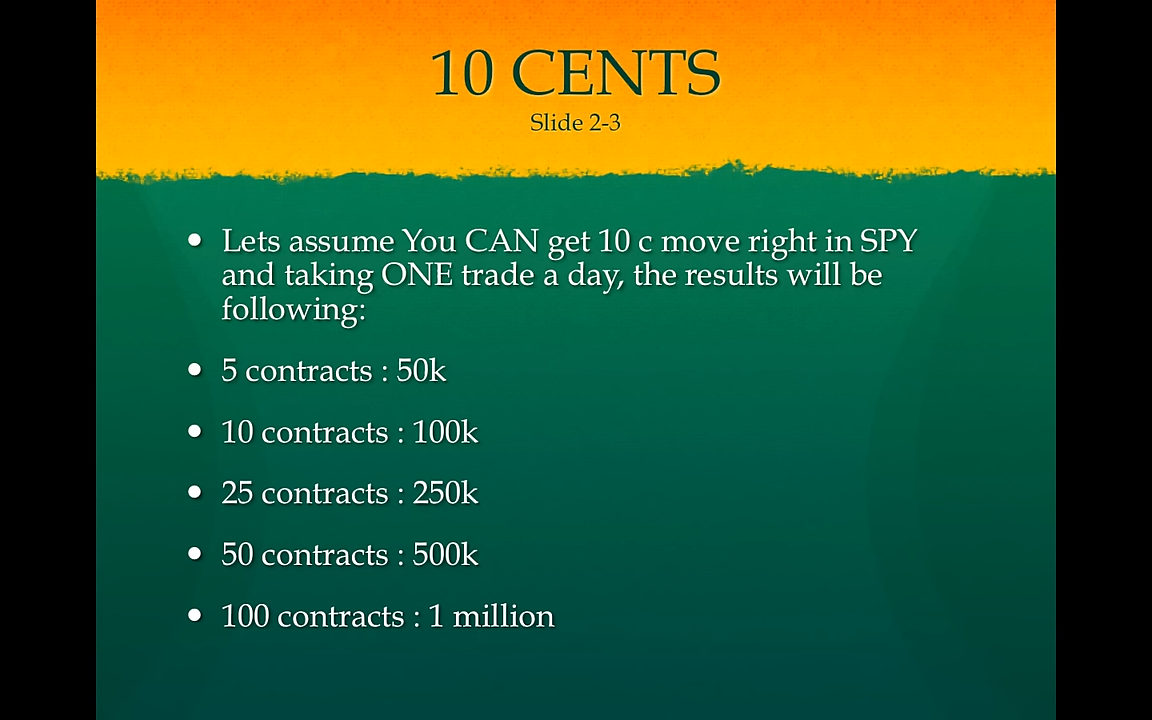 10 CENTS
Slide 2-3
• Lets assume You CAN get 10 c move right in SPY
and taking ONE trade a day, the results will be
following:
• 5 contracts : 50k
• 10 contracts : 100k
• 25 contracts : 250k
• 50 contracts : 500k
• 100 contracts : 1 million